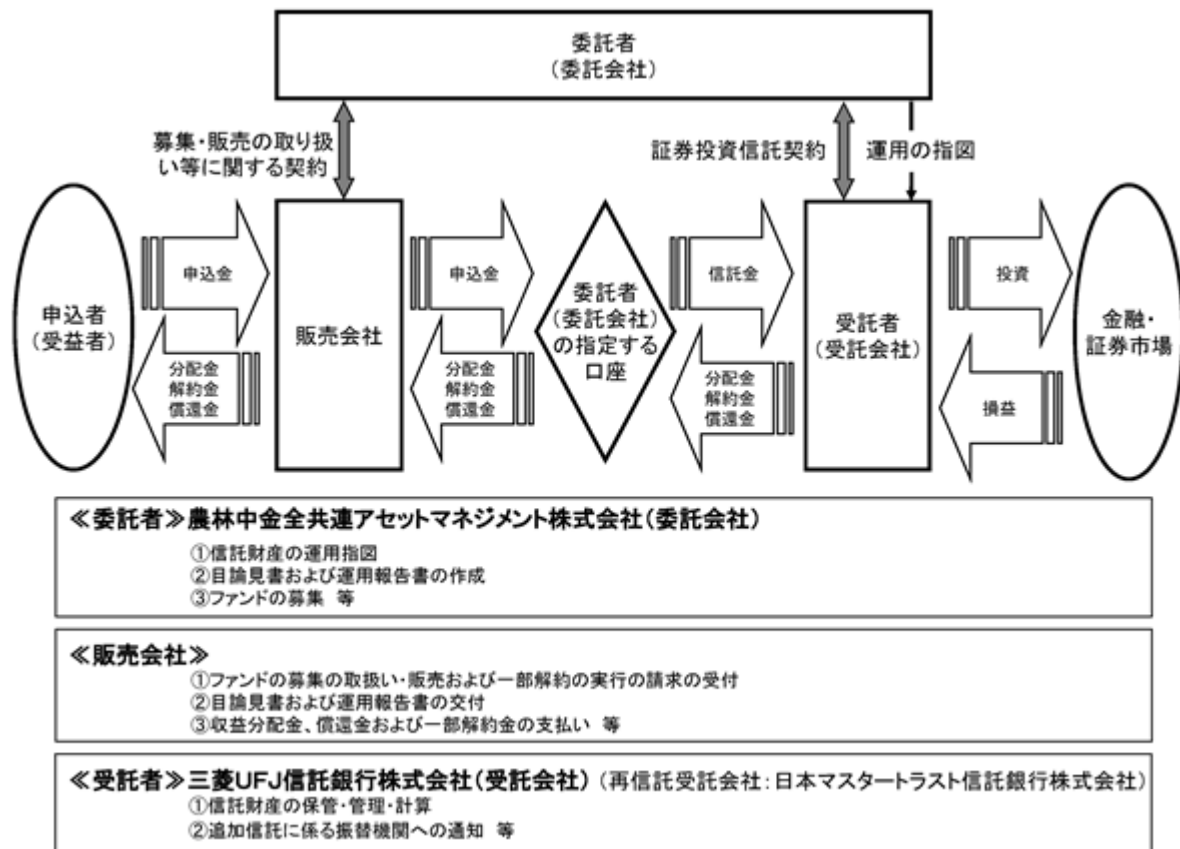 委託者
(委託会社)
募集・販売の取り扱
い等に関する契約
証券投資信託契約
運用の指図
申込者
(受益者)
申込金
分配金
解約金
償還金
販売会社
申込金
分配金
解約金
償還金
委託者
(委託会社)
の指定する
口座
信託金
分配金
解約金
償還金
受託者
(受託会社)
投資
損益
金融・
証券市場
≪委託者≫農林中金全共連アセットマネジメント株式会社(委託会社)
①信託財産の運用指図
②目論見書および運用報告書の作成
③ファンドの募集 等
≪販売会社≫
①ファンドの募集の取扱い・販売および一部解約の実行の請求の受付
②目論見書および運用報告書の交付
③収益分配金、償還金および一部解約金の支払い 等
≪受託者≫三菱UFJ信託銀行株式会社(受託会社) (再信託受託会社:日本マスタートラスト信託銀行株式会社)
①信託財産の保管・管理・計算
②追加信託に係る振替機関への通知 等